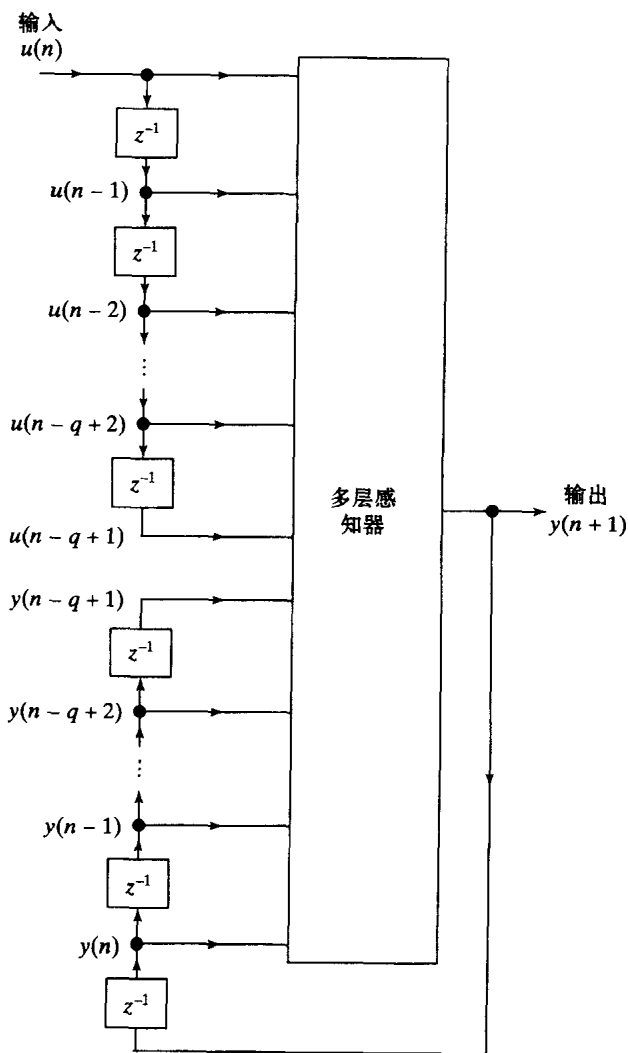 输入
u(n)
z⁻¹
u(n − 1)
z⁻¹
u(n − 2)
⋮
u(n − q + 2)
z⁻¹
u(n − q + 1)
多层感
知器
输出
y(n + 1)
y(n − q + 1)
z⁻¹
y(n − q + 2)
⋮
y(n − 1)
z⁻¹
y(n)
z⁻¹